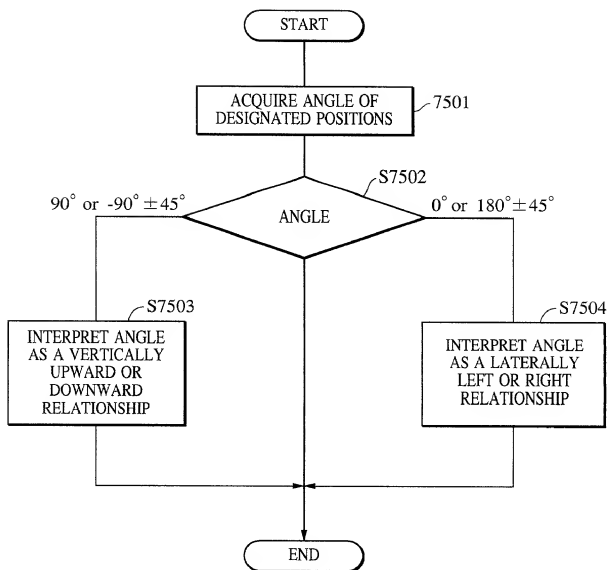 START
ACQUIRE ANGLE OF
DESIGNATED POSITIONS
7501
S7502
90° or -90°±45°
ANGLE
0° or 180°±45°
S7503
INTERPRET ANGLE
AS A VERTICALLY
UPWARD OR
DOWNWARD
RELATIONSHIP
S7504
INTERPRET ANGLE
AS A LATERALLY
LEFT OR RIGHT
RELATIONSHIP
END